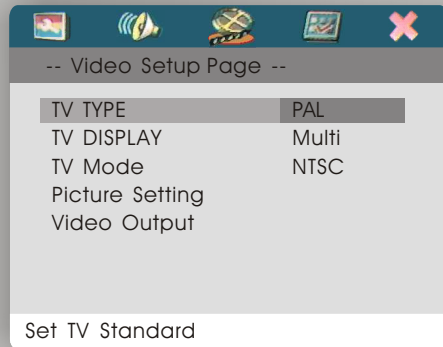 -- Video Setup Page --
TV TYPE PAL
TV DISPLAY Multi
TV Mode NTSC
Picture Setting
Video Output
Set TV Standard